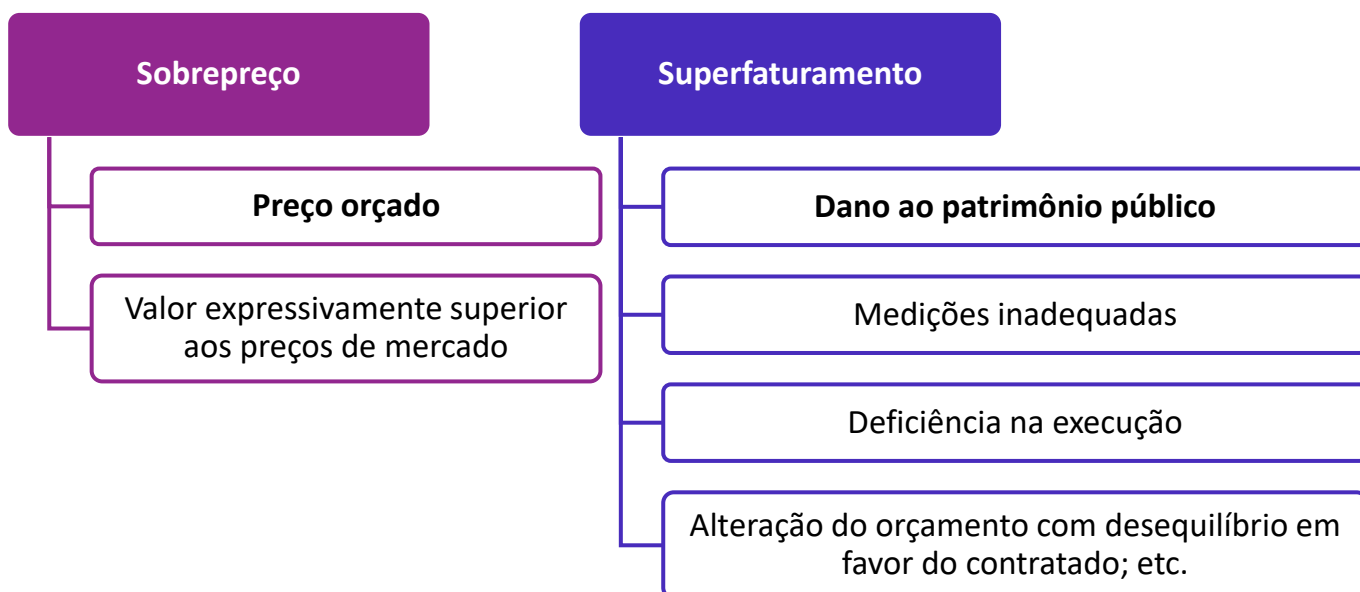 Sobrepreço
Preço orçado
Valor expressivamente superior
aos preços de mercado
Superfaturamento
Dano ao patrimônio público
Medições inadequadas
Deficiência na execução
Alteração do orçamento com desequilíbrio em
favor do contratado; etc.